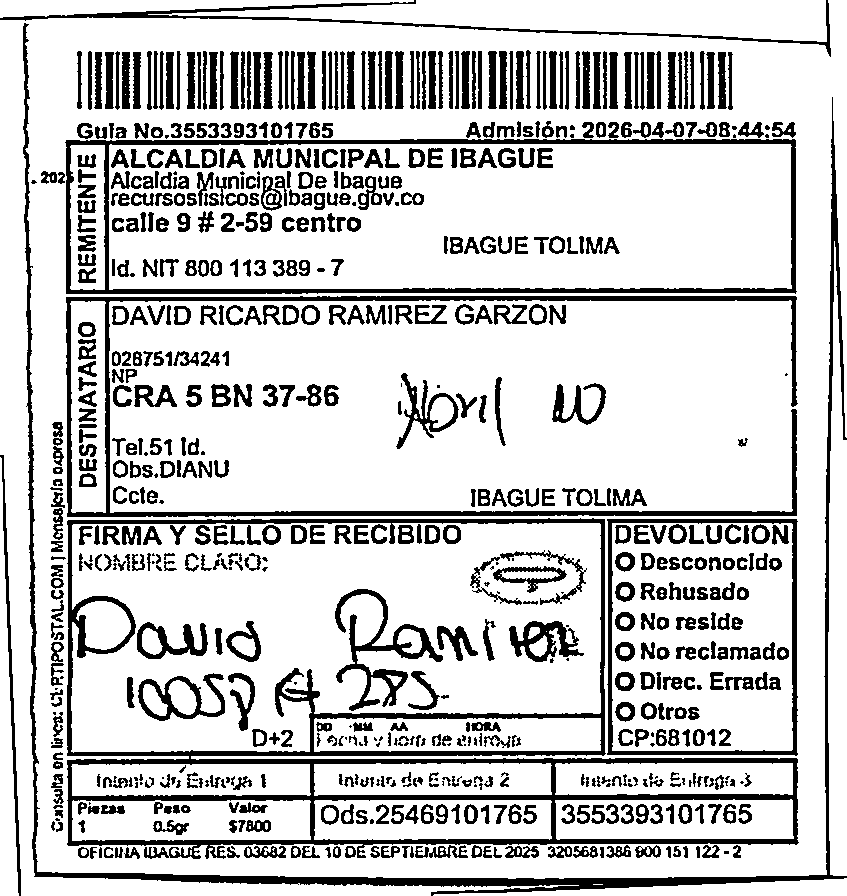 Guia No.3553393101765 Admisión: 2026-04-07-08:44:54
REMITENTE
ALCALDIA MUNICIPAL DE IBAGUE
Alcaldia Municipal De Ibague
recursosfisicos@ibague.gov.co
calle 9 # 2-59 centro
IBAGUE TOLIMA
Id. NIT 800 113 389 - 7
DESTINATARIO
DAVID RICARDO RAMIREZ GARZON
026751/34241
NP
CRA 5 BN 37-86
Abril 10
Tel.51 Id.
Obs.DIANU
Ccte.
IBAGUE TOLIMA
FIRMA Y SELLO DE RECIBIDO
NOMBRE CLARO:
David Ramirez
D+2
DD MM AA HORA
Fecha y hora de entrega
DEVOLUCION
Desconocido
Rehusado
No reside
No reclamado
Direc. Errada
Otros
CP:681012
Intento de Entrega 1 Intento de Entrega 2 Intento de Entrega 3
Piezas Peso Valor
1 0.5gr $7800
Ods.25469101765 3553393101765
OFICINA IBAGUE RES. 03682 DEL 10 DE SEPTIEMBRE DEL 2025 3205681386 900 151 122 - 2
Consulta en linea: CERTIPOSTAL.COM | Mensajeria expresa